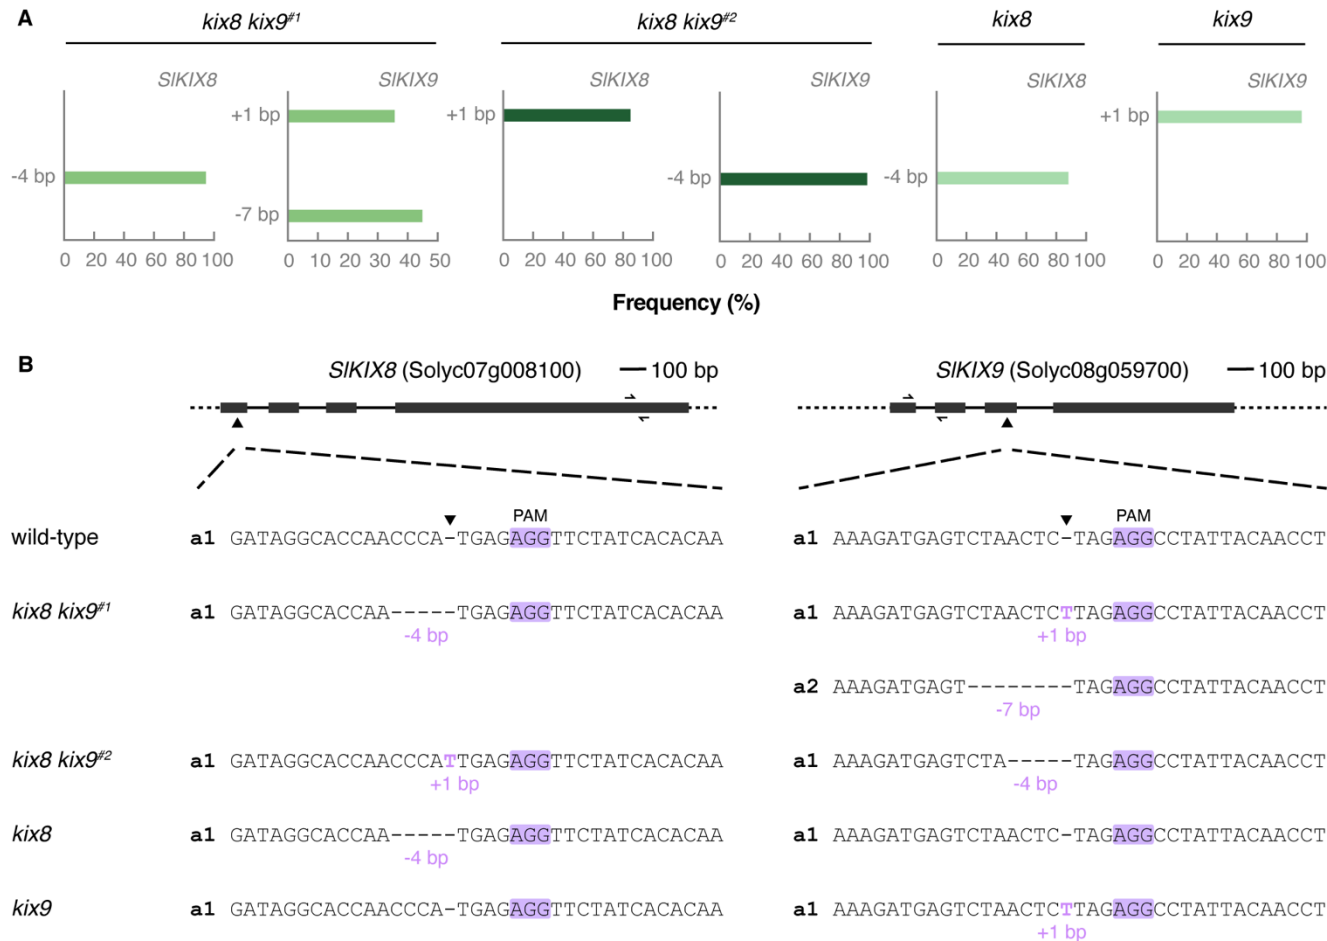 A
kix8 kix9#1 kix8 kix9#2 kix8 kix9
SlKIX8 SlKIX9 SlKIX8 SlKIX9 SlKIX8 SlKIX9
+1 bp +1 bp +1 bp
-4 bp -4 bp -4 bp
-7 bp
0 20 40 60 80 100 0 10 20 30 40 50 0 20 40 60 80 100 0 20 40 60 80 100 0 20 40 60 80 100 0 20 40 60 80 100
Frequency (%)
B
SlKIX8 (Solyc07g008100) 100 bp SlKIX9 (Solyc08g059700) 100 bp
PAM PAM
wild-type a1 GATAGGCACCAACCCA-TGAGAGGTTCTATCACACAA a1 AAAGATGAGTCTAACTC-TAGAGGCCTATTACAACCT
kix8 kix9#1 a1 GATAGGCACCAA-----TGAGAGGTTCTATCACACAA a1 AAAGATGAGTCTAACTCTTAGAGGCCTATTACAACCT
-4 bp +1 bp
a2 AAAGATGAGT--------TAGAGGCCTATTACAACCT
-7 bp
kix8 kix9#2 a1 GATAGGCACCAACCCATTGAGAGGTTCTATCACACAA a1 AAAGATGAGTCTA-----TAGAGGCCTATTACAACCT
+1 bp -4 bp
kix8 a1 GATAGGCACCAA-----TGAGAGGTTCTATCACACAA a1 AAAGATGAGTCTAACTC-TAGAGGCCTATTACAACCT
-4 bp
kix9 a1 GATAGGCACCAACCCA-TGAGAGGTTCTATCACACAA a1 AAAGATGAGTCTAACTCTTAGAGGCCTATTACAACCT
+1 bp